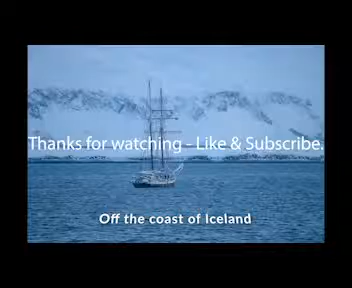 Thanks for watching - Like & Subscribe.
Off the coast of Iceland